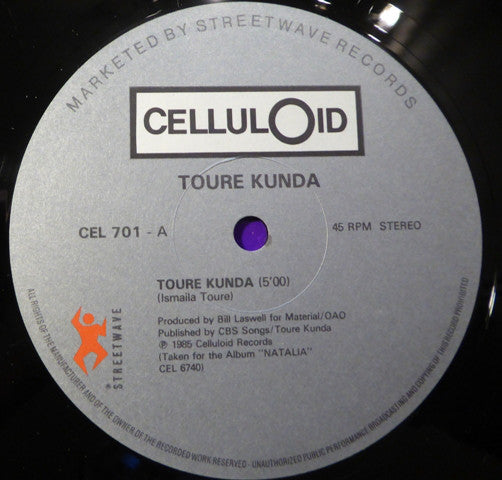 MARKETED BY STREETWAVE RECORDS
CELLULOID
TOURE KUNDA
CEL 701 - A
45 RPM STEREO
TOURE KUNDA (5'00)
(Ismaila Toure)
Produced by Bill Laswell for Material/OAO
Published by CBS Songs/Toure Kunda
℗ 1985 Celluloid Records
(Taken for the Album "NATALIA"
CEL 6740)
® STREETWAVE
ALL RIGHTS OF THE MANUFACTURER AND OF THE OWNER OF THE RECORDED WORK RESERVED - UNAUTHORIZED PUBLIC PERFORMANCE BROADCASTING AND COPYING OF THIS RECORD PROHIBITED